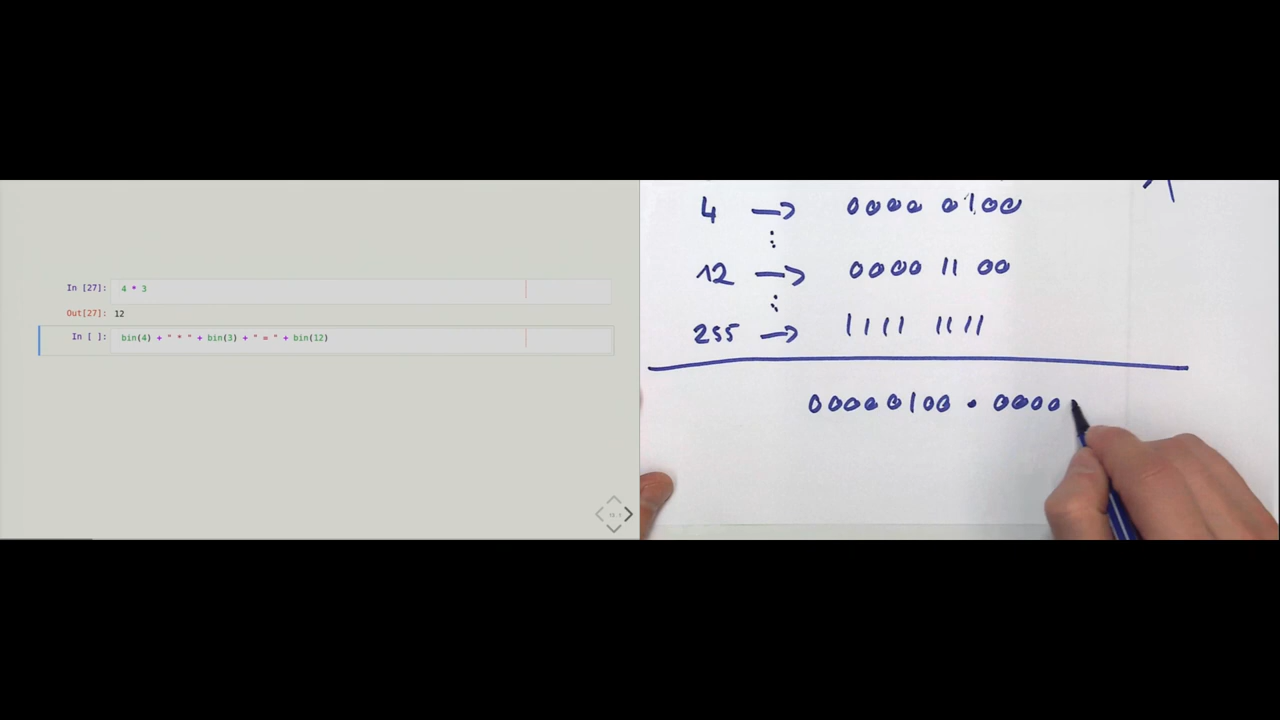 In [27]: 4 * 3
Out[27]: 12
In [ ]: bin(4) + " * " + bin(3) + " = " + bin(12)
4 → 0000 0100
⋮
12 → 0000 11 00
⋮
255 → 1111 1111
00000100 • 0000